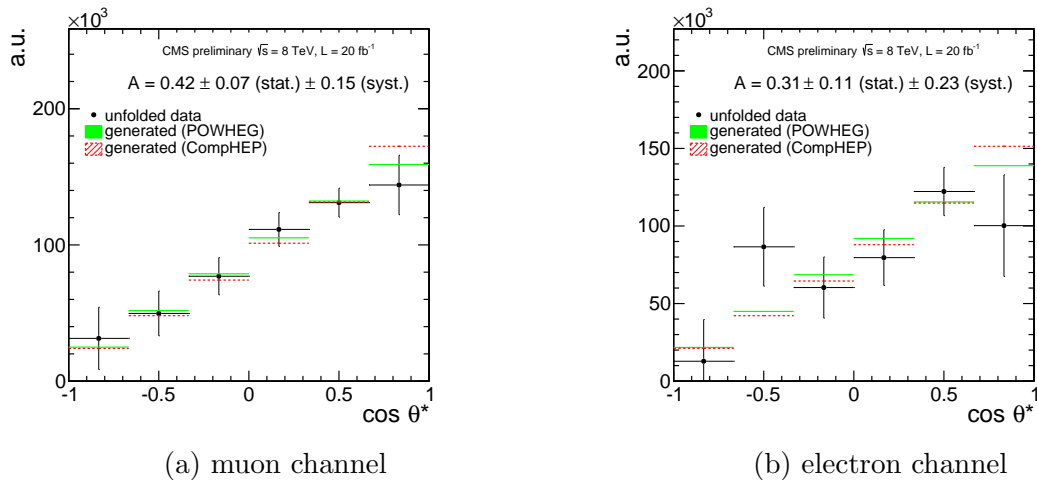 ×10³
a.u.
CMS preliminary √s = 8 TeV, L = 20 fb⁻¹
A = 0.42 ± 0.07 (stat.) ± 0.15 (syst.)
unfolded data
generated (POWHEG)
generated (CompHEP)
200
100
0
-1 -0.5 0 0.5 1
cos θ*
(a) muon channel
×10³
a.u.
CMS preliminary √s = 8 TeV, L = 20 fb⁻¹
A = 0.31 ± 0.11 (stat.) ± 0.23 (syst.)
unfolded data
generated (POWHEG)
generated (CompHEP)
200
150
100
50
0
-1 -0.5 0 0.5 1
cos θ*
(b) electron channel